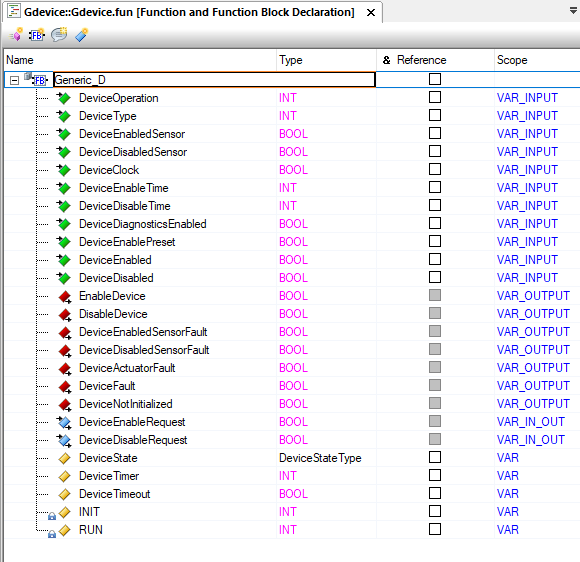 Gdevice::Gdevice.fun [Function and Function Block Declaration]
Name Type & Reference Scope
Generic_D
DeviceOperation INT VAR_INPUT
DeviceType INT VAR_INPUT
DeviceEnabledSensor BOOL VAR_INPUT
DeviceDisabledSensor BOOL VAR_INPUT
DeviceClock BOOL VAR_INPUT
DeviceEnableTime INT VAR_INPUT
DeviceDisableTime INT VAR_INPUT
DeviceDiagnosticsEnabled BOOL VAR_INPUT
DeviceEnablePreset BOOL VAR_INPUT
DeviceEnabled BOOL VAR_INPUT
DeviceDisabled BOOL VAR_INPUT
EnableDevice BOOL VAR_OUTPUT
DisableDevice BOOL VAR_OUTPUT
DeviceEnabledSensorFault BOOL VAR_OUTPUT
DeviceDisabledSensorFault BOOL VAR_OUTPUT
DeviceActuatorFault BOOL VAR_OUTPUT
DeviceFault BOOL VAR_OUTPUT
DeviceNotInitialized BOOL VAR_OUTPUT
DeviceEnableRequest BOOL VAR_IN_OUT
DeviceDisableRequest BOOL VAR_IN_OUT
DeviceState DeviceStateType VAR
DeviceTimer INT VAR
DeviceTimeout BOOL VAR
INIT INT VAR
RUN INT VAR